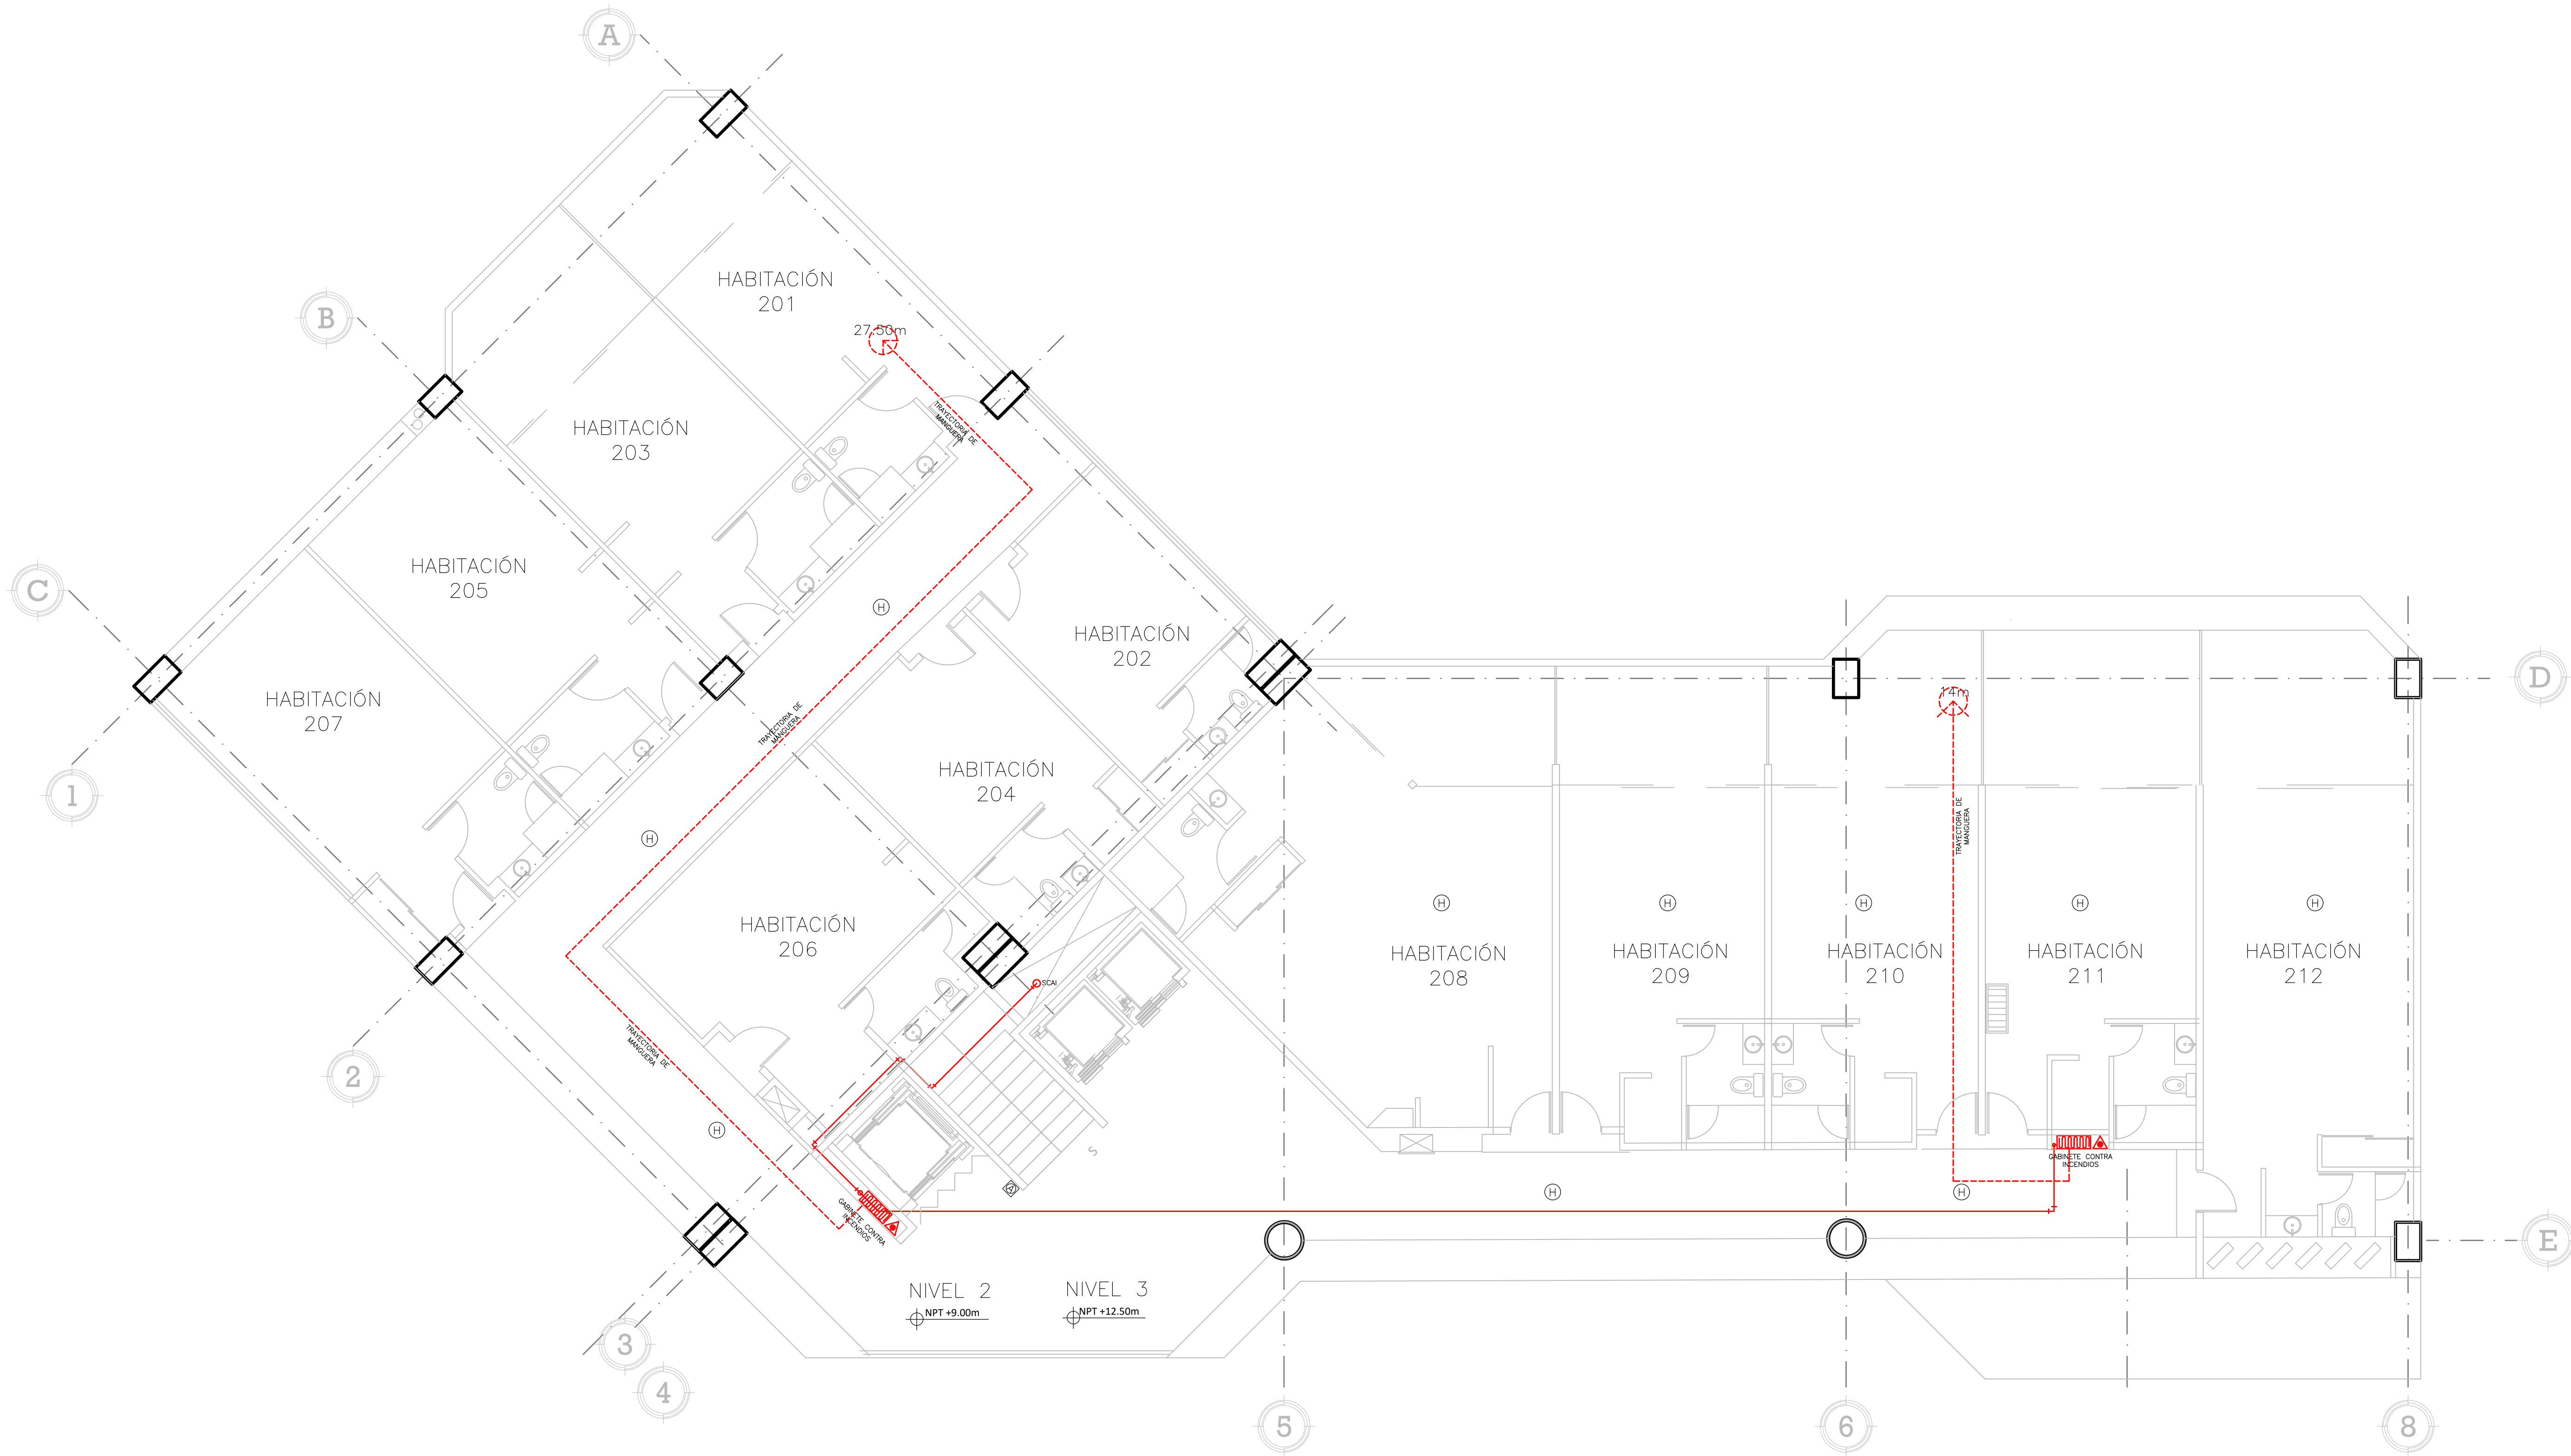 A
B
C
1
2
3
4
5
6
8
D
E
HABITACIÓN
201
27.50m
TRAYECTORIA DE
MANGUERA
HABITACIÓN
203
HABITACIÓN
205
HABITACIÓN
207
H
HABITACIÓN
202
TRAYECTORIA DE
MANGUERA
HABITACIÓN
204
H
HABITACIÓN
206
SCAI
TRAYECTORIA DE
MANGUERA
H
S
A
GABINETE CONTRA
INCENDIOS
14m
TRAYECTORIA DE
MANGUERA
H
H
H
H
H
HABITACIÓN
208
HABITACIÓN
209
HABITACIÓN
210
HABITACIÓN
211
HABITACIÓN
212
GABINETE CONTRA
INCENDIOS
H
H
NIVEL 2
NPT +9.00m
NIVEL 3
NPT +12.50m